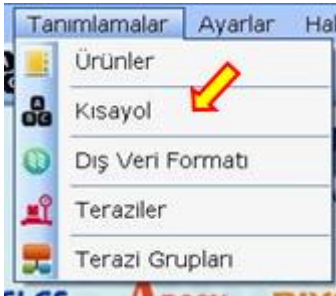 Tanımlamalar Ayarlar
Ürünler
Kısayol
Dış Veri Formatı
Teraziler
Terazi Grupları